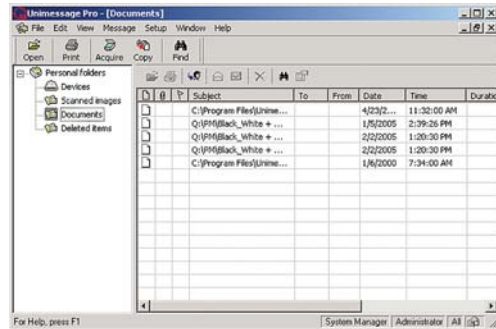 Unimessage Pro - [Documents]
File Edit View Message Setup Window Help
Open Print Acquire Copy Find
Personal folders
Devices
Scanned images
Documents
Deleted items
Subject To From Date Time Duratio
C:\Program Files\Unime... 4/23/2... 11:32:00 AM
Q:\PM\Black_White + ... 1/5/2005 2:39:26 PM
Q:\PM\Black_White + ... 2/2/2005 1:20:30 PM
Q:\PM\Black_White + ... 2/2/2005 1:20:30 PM
C:\Program Files\Unime... 1/6/2000 7:34:00 AM
For Help, press F1 System Manager Administrator All